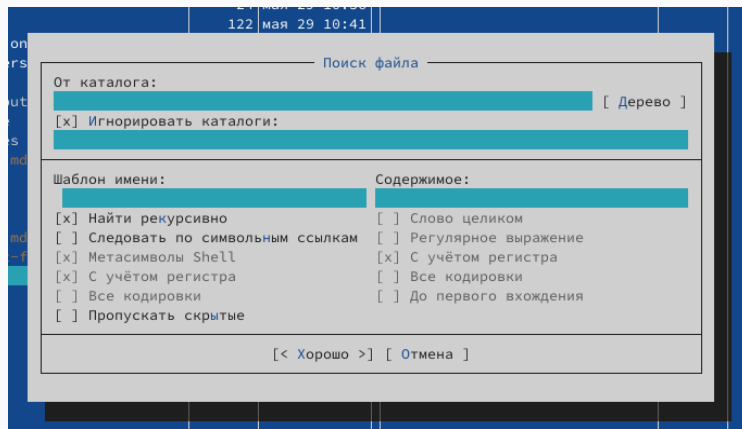 122 мая 29 10:41
Поиск файла
От каталога:
[ Дерево ]
[x] Игнорировать каталоги:
Шаблон имени:
Содержимое:
[x] Найти рекурсивно
[ ] Слово целиком
[ ] Следовать по символьным ссылкам
[ ] Регулярное выражение
[x] Метасимволы Shell
[x] С учётом регистра
[x] С учётом регистра
[ ] Все кодировки
[ ] Все кодировки
[ ] До первого вхождения
[ ] Пропускать скрытые
[< Хорошо >] [ Отмена ]